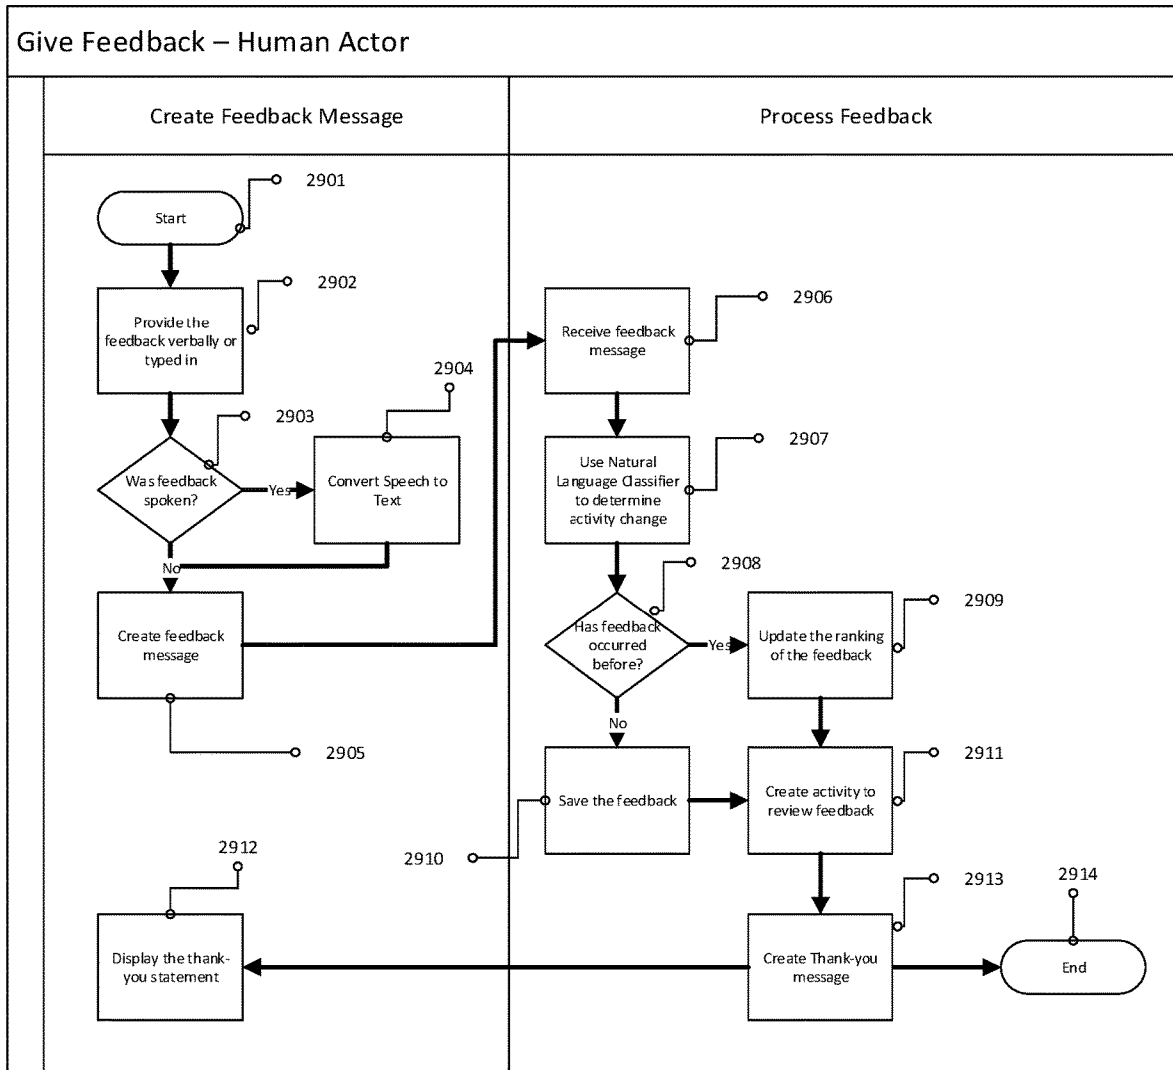 Give Feedback – Human Actor
Create Feedback Message
Process Feedback
2901
Start
2902
Provide the
feedback verbally or
typed in
2903
2904
Was feedback
spoken?
Yes
Convert Speech to
Text
No
Create feedback
message
2905
2906
Receive feedback
message
2907
Use Natural
Language Classifier
to determine
activity change
2908
Has feedback
occurred
before?
Yes
2909
Update the ranking
of the feedback
No
Save the feedback
2910
2911
Create activity to
review feedback
2912
Display the thank-
you statement
2913
Create Thank-you
message
2914
End